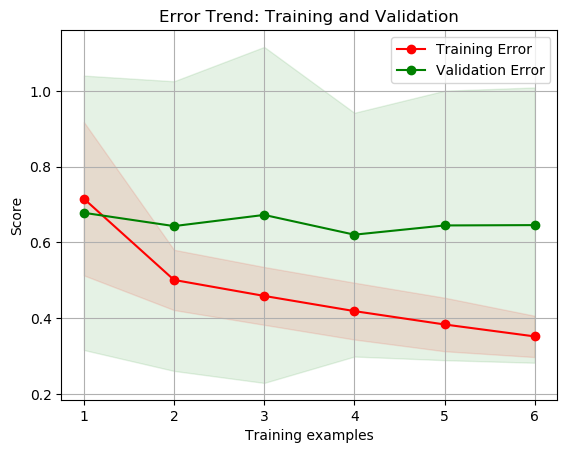 Error Trend: Training and Validation
Training Error
Validation Error
1.0
0.8
0.6
0.4
0.2
Score
1 2 3 4 5 6
Training examples